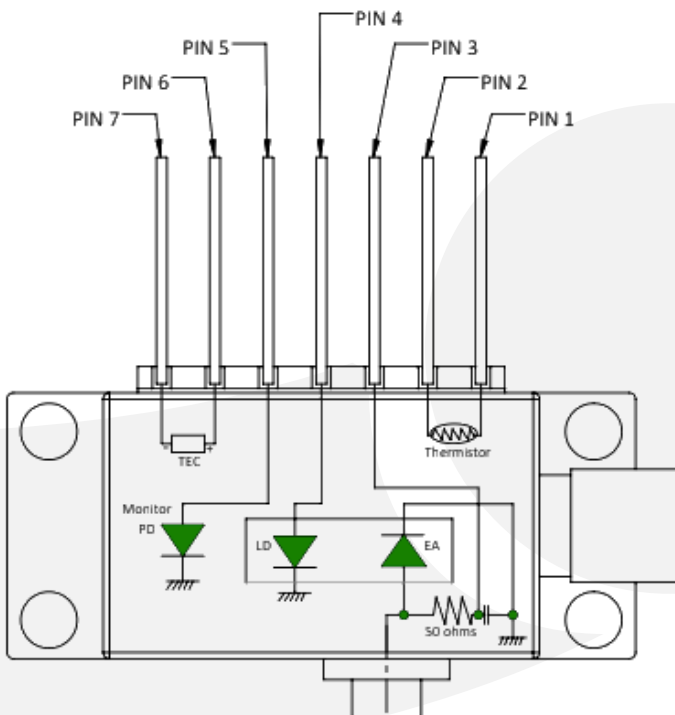 PIN 4
PIN 5
PIN 3
PIN 6
PIN 2
PIN 7
PIN 1
- +
TEC
Thermistor
Monitor
PD
LD
EA
50 ohms